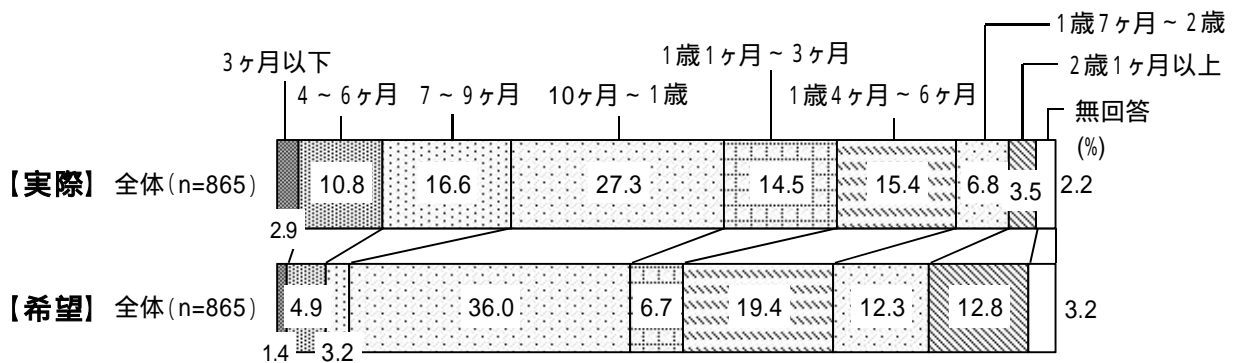 1歳7ヶ月～2歳
1歳1ヶ月～3ヶ月
3ヶ月以下
2歳1ヶ月以上
4～6ヶ月 7～9ヶ月 10ヶ月～1歳 1歳4ヶ月～6ヶ月
無回答
(%)
【実際】 全体(n=865) 10.8 16.6 27.3 14.5 15.4 6.8 3.5 2.2
2.9
【希望】 全体(n=865) 4.9 36.0 6.7 19.4 12.3 12.8 3.2
1.4 3.2